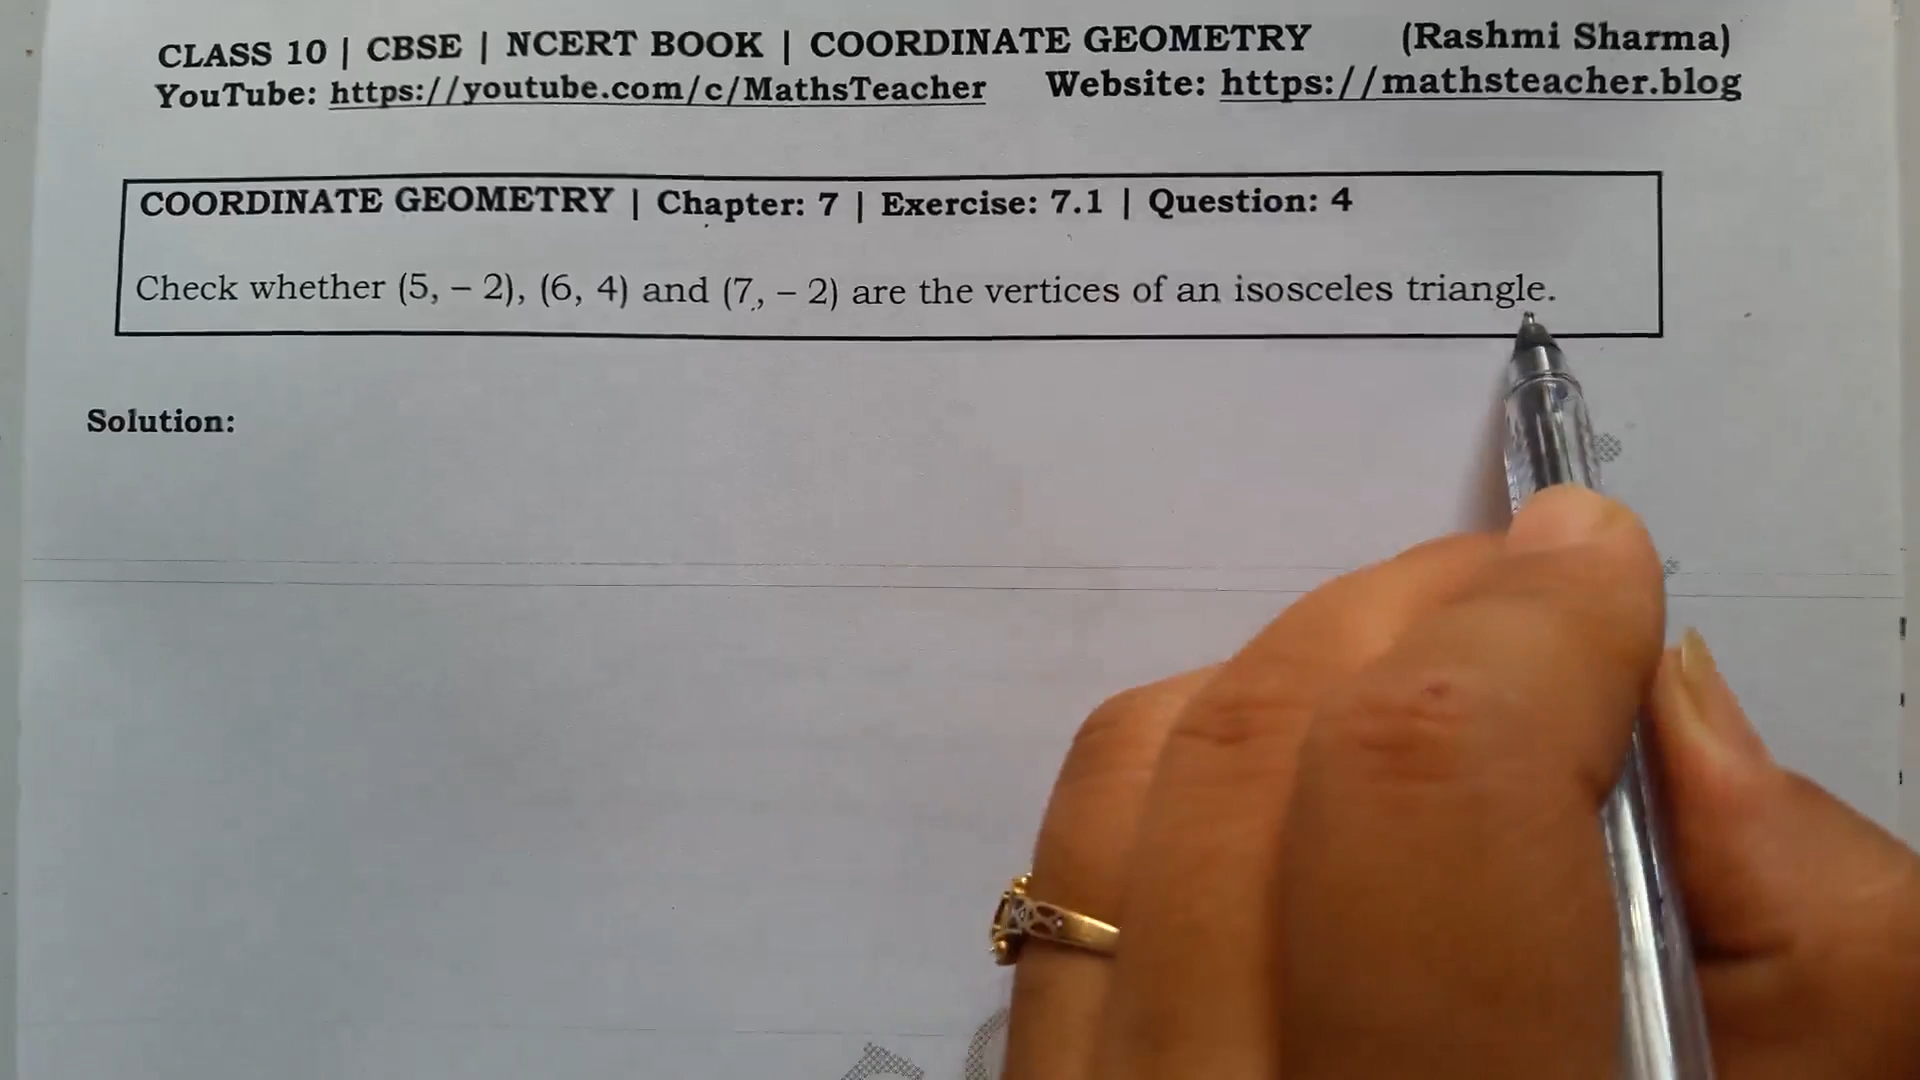 CLASS 10 | CBSE | NCERT BOOK | COORDINATE GEOMETRY (Rashmi Sharma)
YouTube: https://youtube.com/c/MathsTeacher Website: https://mathsteacher.blog
COORDINATE GEOMETRY | Chapter: 7 | Exercise: 7.1 | Question: 4
Check whether (5, – 2), (6, 4) and (7, – 2) are the vertices of an isosceles triangle.
Solution: